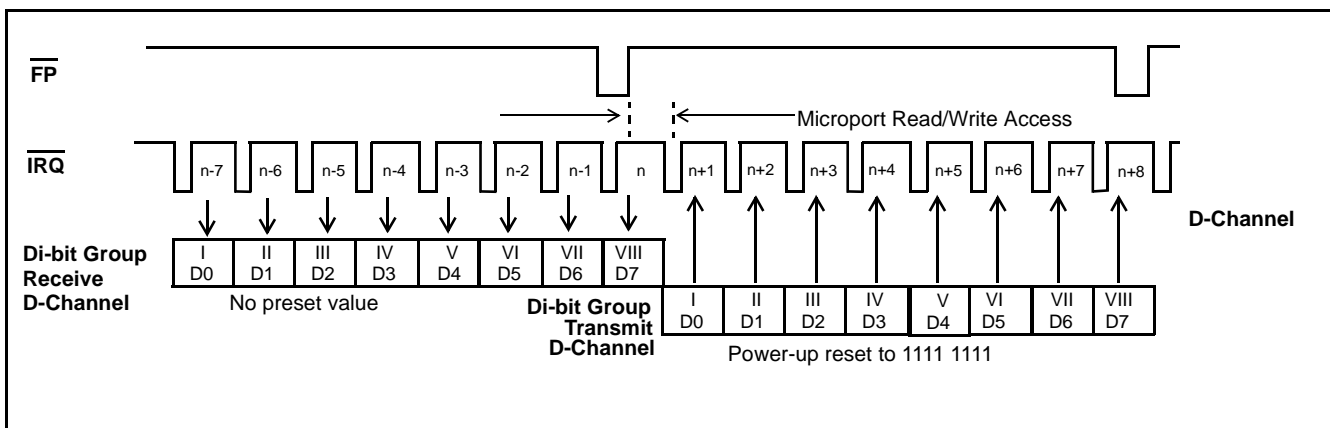 FP
Microport Read/Write Access
IRQ
n-7 n-6 n-5 n-4 n-3 n-2 n-1 n n+1 n+2 n+3 n+4 n+5 n+6 n+7 n+8
D-Channel
Di-bit Group
Receive
D-Channel
I II III IV V VI VII VIII
D0 D1 D2 D3 D4 D5 D6 D7
No preset value
Di-bit Group
Transmit
D-Channel
I II III IV V VI VII VIII
D0 D1 D2 D3 D4 D5 D6 D7
Power-up reset to 1111 1111